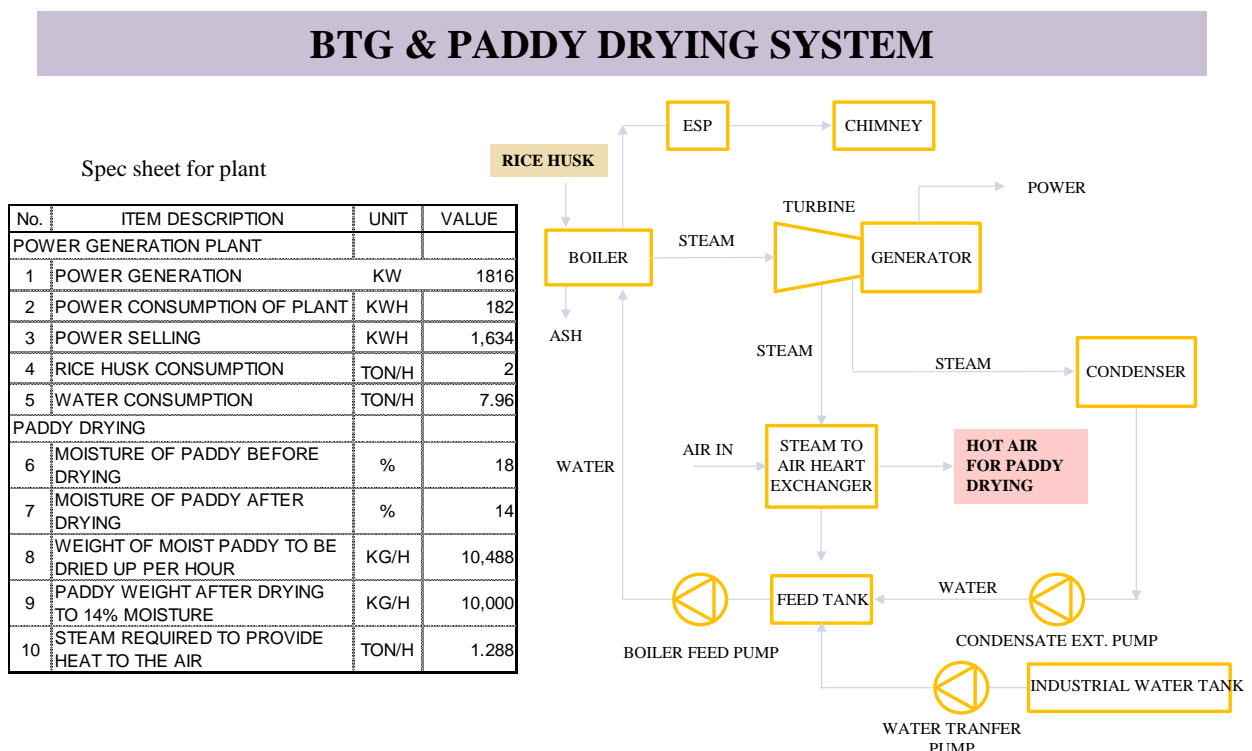 BTG & PADDY DRYING SYSTEM
Spec sheet for plant
No. ITEM DESCRIPTION UNIT VALUE
POWER GENERATION PLANT
1 POWER GENERATION KW 1816
2 POWER CONSUMPTION OF PLANT KWH 182
3 POWER SELLING KWH 1,634
4 RICE HUSK CONSUMPTION TON/H 2
5 WATER CONSUMPTION TON/H 7.96
PADDY DRYING
6 MOISTURE OF PADDY BEFORE
DRYING % 18
7 MOISTURE OF PADDY AFTER
DRYING % 14
8 WEIGHT OF MOIST PADDY TO BE
DRIED UP PER HOUR KG/H 10,488
9 PADDY WEIGHT AFTER DRYING
TO 14% MOISTURE KG/H 10,000
10 STEAM REQUIRED TO PROVIDE
HEAT TO THE AIR TON/H 1.288
ESP
CHIMNEY
RICE HUSK
POWER
TURBINE
BOILER
STEAM
GENERATOR
ASH
STEAM
STEAM
CONDENSER
WATER
AIR IN
STEAM TO
AIR HEART
EXCHANGER
HOT AIR
FOR PADDY
DRYING
FEED TANK
WATER
BOILER FEED PUMP
CONDENSATE EXT. PUMP
INDUSTRIAL WATER TANK
WATER TRANFER
PUMP